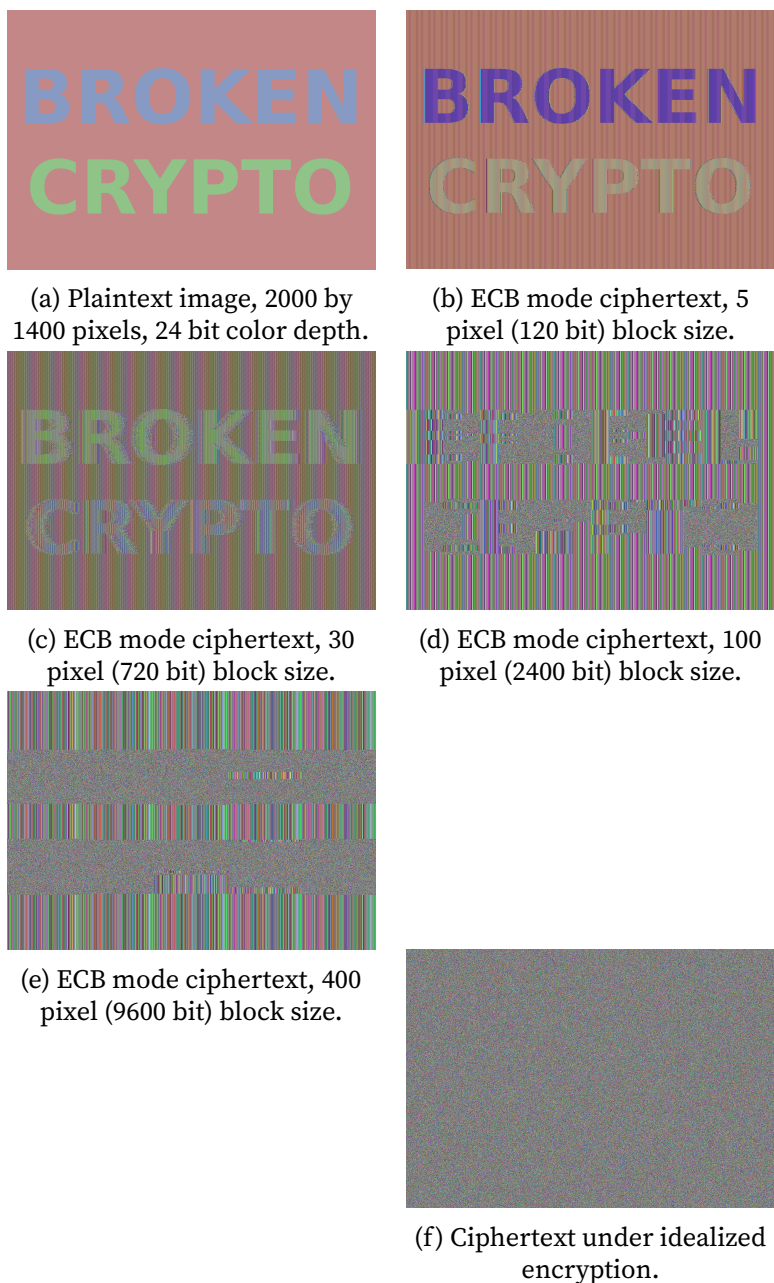 BROKEN
CRYPTO
BROKEN
CRYPTO
(a) Plaintext image, 2000 by
1400 pixels, 24 bit color depth.
(b) ECB mode ciphertext, 5
pixel (120 bit) block size.
BROKEN
CRYPTO
(c) ECB mode ciphertext, 30
pixel (720 bit) block size.
(d) ECB mode ciphertext, 100
pixel (2400 bit) block size.
(e) ECB mode ciphertext, 400
pixel (9600 bit) block size.
(f) Ciphertext under idealized
encryption.